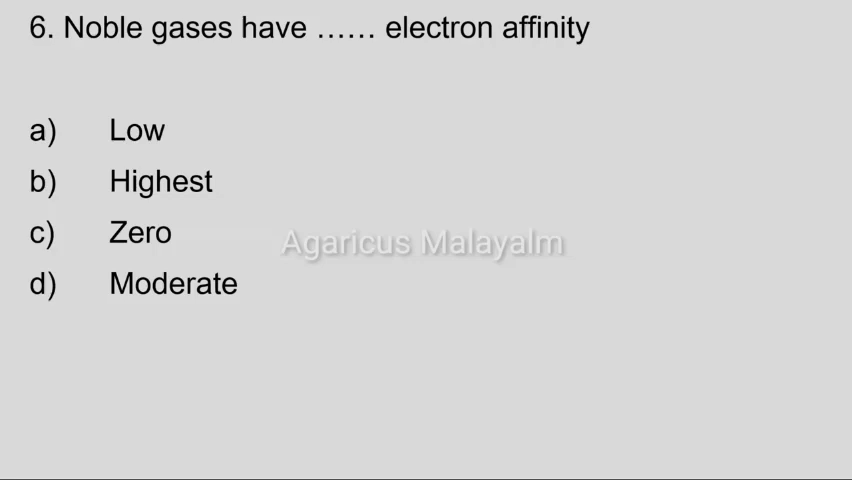 6. Noble gases have …… electron affinity
a) Low
b) Highest
c) Zero
Agaricus Malayalm
d) Moderate